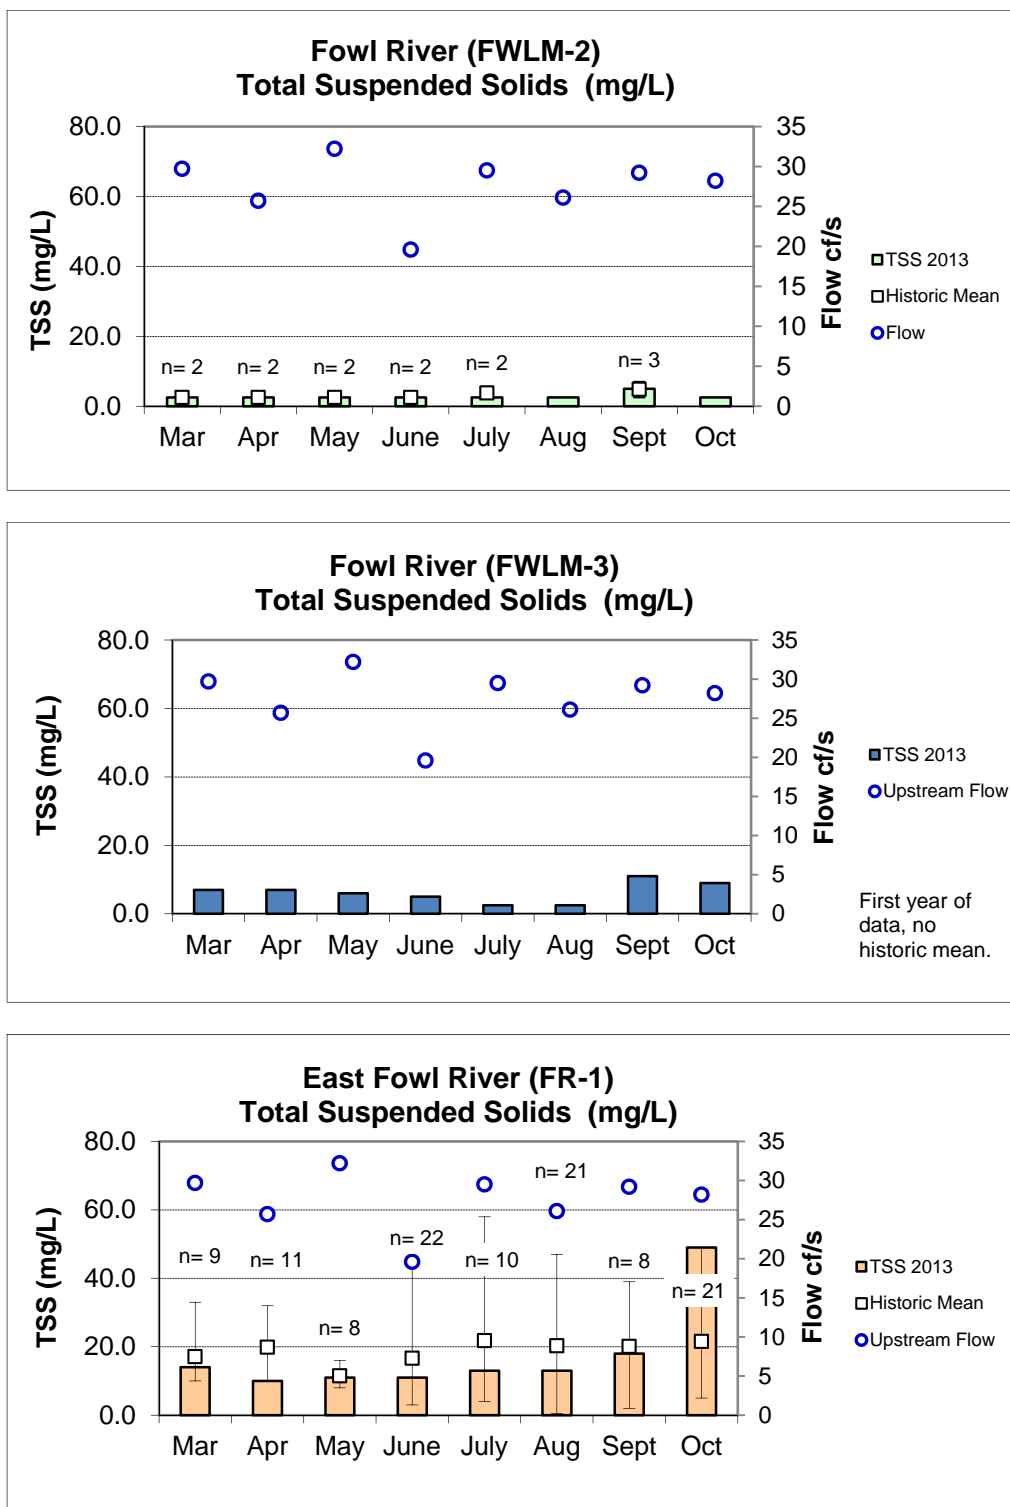 Fowl River (FWLM-2)
Total Suspended Solids (mg/L)
80.0
60.0
40.0
20.0
0.0
TSS (mg/L)
35
30
25
20
15
10
5
0
Flow cf/s
n= 2
n= 2
n= 2
n= 2
n= 2
n= 3
Mar Apr May June July Aug Sept Oct
TSS 2013
Historic Mean
Flow
Fowl River (FWLM-3)
Total Suspended Solids (mg/L)
80.0
60.0
40.0
20.0
0.0
TSS (mg/L)
35
30
25
20
15
10
5
0
Flow cf/s
Mar Apr May June July Aug Sept Oct
TSS 2013
Upstream Flow
First year of
data, no
historic mean.
East Fowl River (FR-1)
Total Suspended Solids (mg/L)
80.0
60.0
40.0
20.0
0.0
TSS (mg/L)
35
30
25
20
15
10
5
0
Flow cf/s
n= 9
n= 11
n= 8
n= 22
n= 10
n= 21
n= 8
n= 21
Mar Apr May June July Aug Sept Oct
TSS 2013
Historic Mean
Upstream Flow